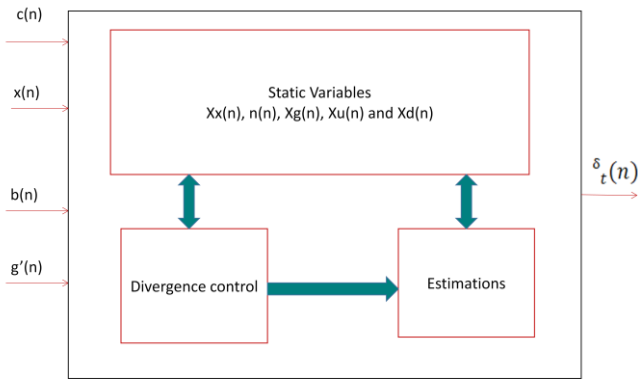 c(n)
x(n)
b(n)
g'(n)
Static Variables
Xx(n), n(n), Xg(n), Xu(n) and Xd(n)
Divergence control
Estimations
δt(n)